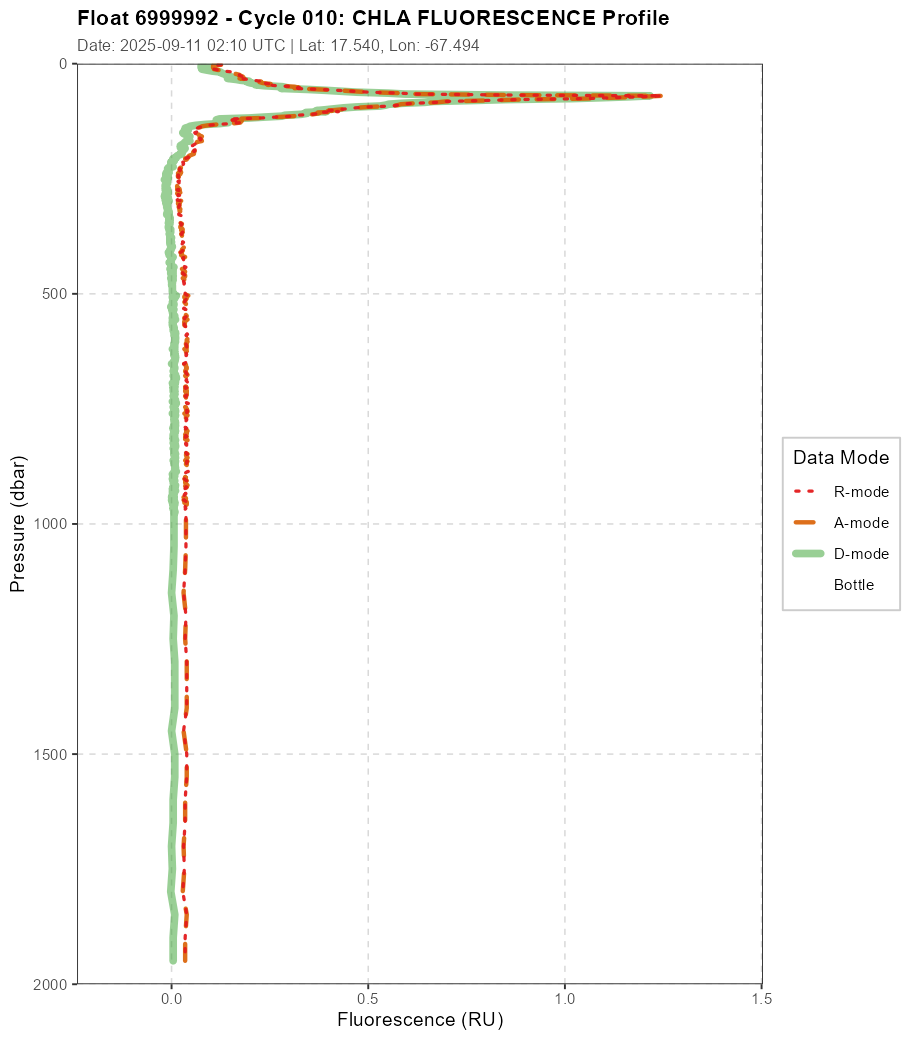 Float 6999992 - Cycle 010: CHLA FLUORESCENCE Profile
Date: 2025-09-11 02:10 UTC | Lat: 17.540, Lon: -67.494
0
500
1000
1500
2000
Pressure (dbar)
0.0
0.5
1.0
1.5
Fluorescence (RU)
Data Mode
R-mode
A-mode
D-mode
Bottle